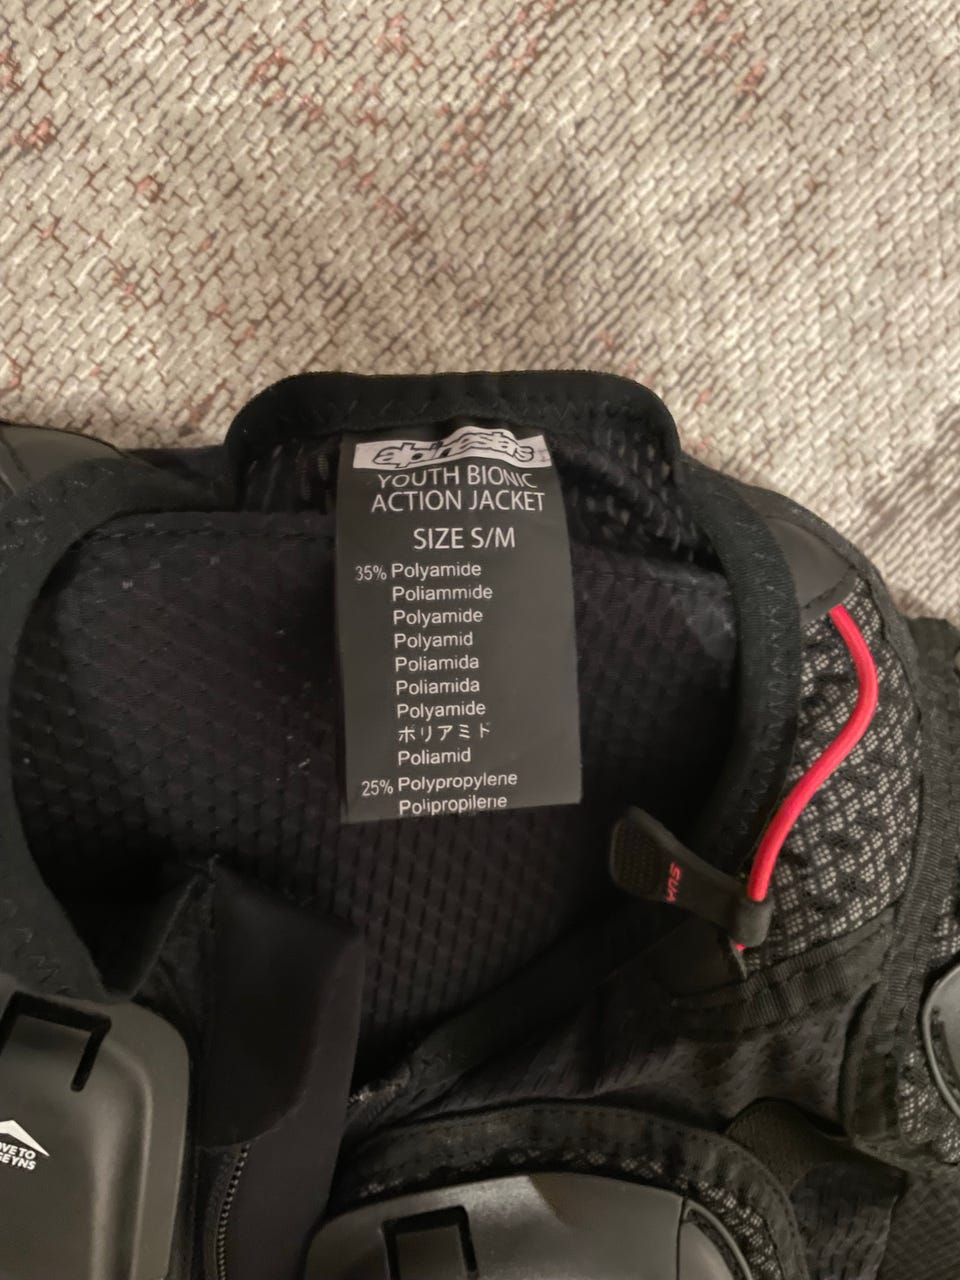 alpinestars
YOUTH BIONIC
ACTION JACKET
SIZE S/M
35% Polyamide
Poliammide
Polyamide
Polyamid
Poliamida
Poliamida
Polyamide
ポリアミド
Poliamid
25% Polypropylene
Polipropilene